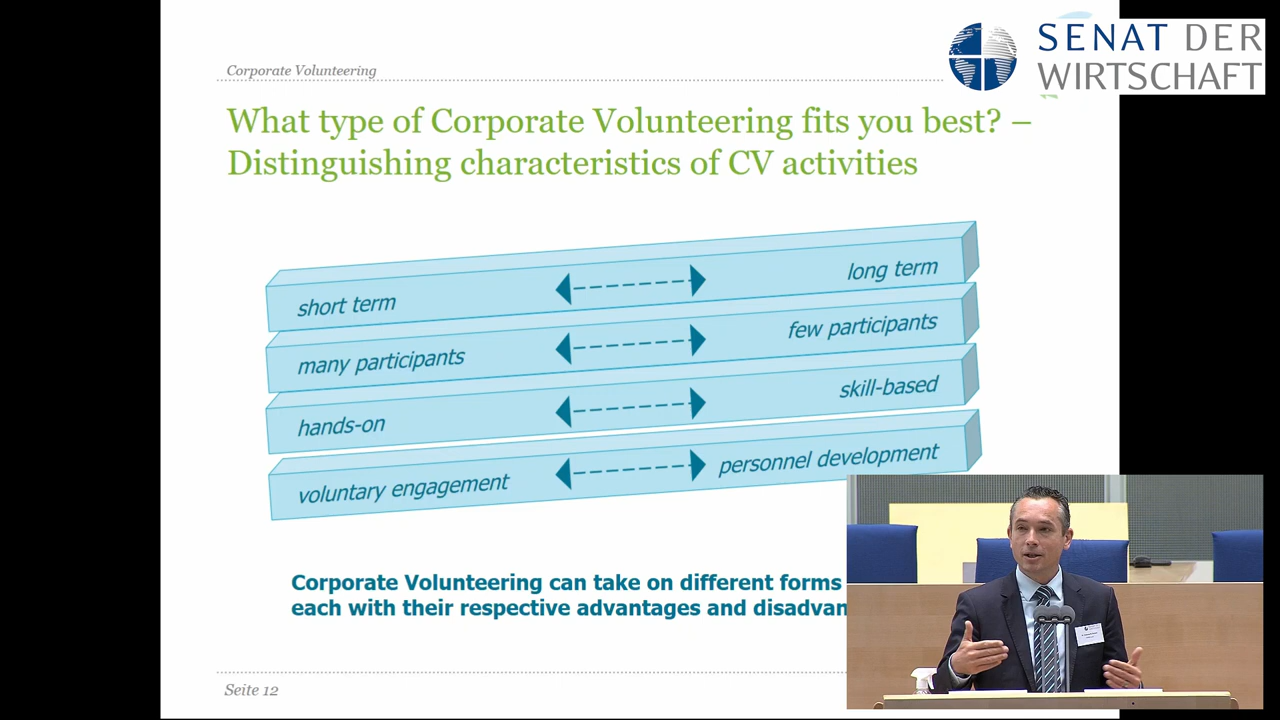 Corporate Volunteering
SENAT DER
WIRTSCHAFT
What type of Corporate Volunteering fits you best? –
Distinguishing characteristics of CV activities
short term
long term
many participants
few participants
hands-on
skill-based
voluntary engagement
personnel development
Corporate Volunteering can take on different forms
each with their respective advantages and
Seite 12